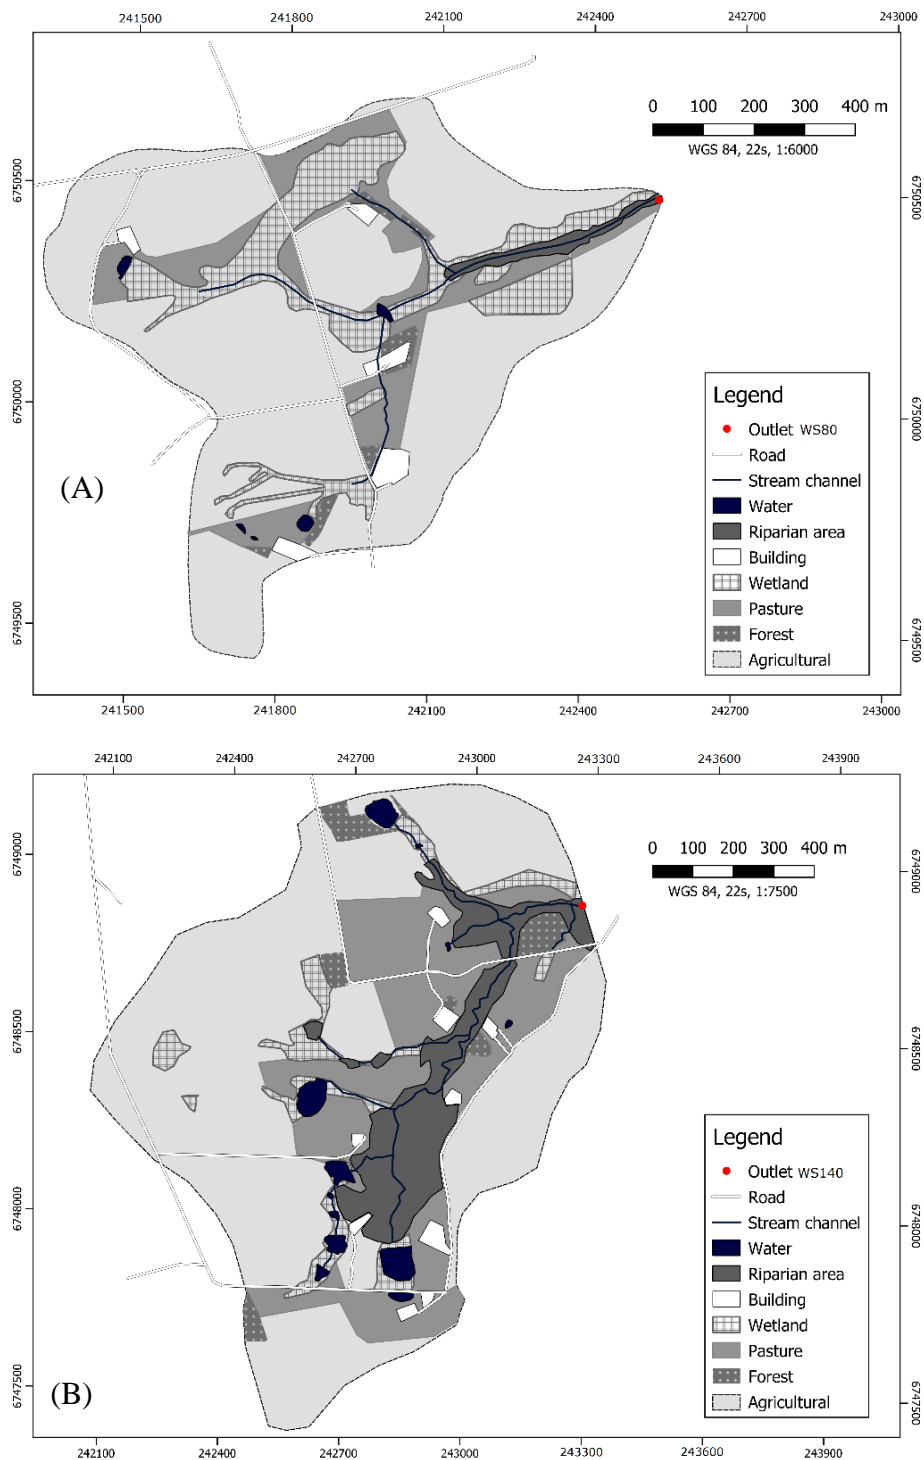 241500 241800 242100 242400 242700 243000
0 100 200 300 400 m
WGS 84, 22s, 1:6000
6750500
6750500
6750000
6750000
6749500
6749500
(A)
Legend
Outlet WS80
Road
Stream channel
Water
Riparian area
Building
Wetland
Pasture
Forest
Agricultural
241500 241800 242100 242400 242700 243000
242100 242400 242700 243000 243300 243600 243900
0 100 200 300 400 m
WGS 84, 22s, 1:7500
6749000
6749000
6748500
6748500
6748000
6748000
6747500
6747500
(B)
Legend
Outlet WS140
Road
Stream channel
Water
Riparian area
Building
Wetland
Pasture
Forest
Agricultural
242100 242400 242700 243000 243300 243600 243900